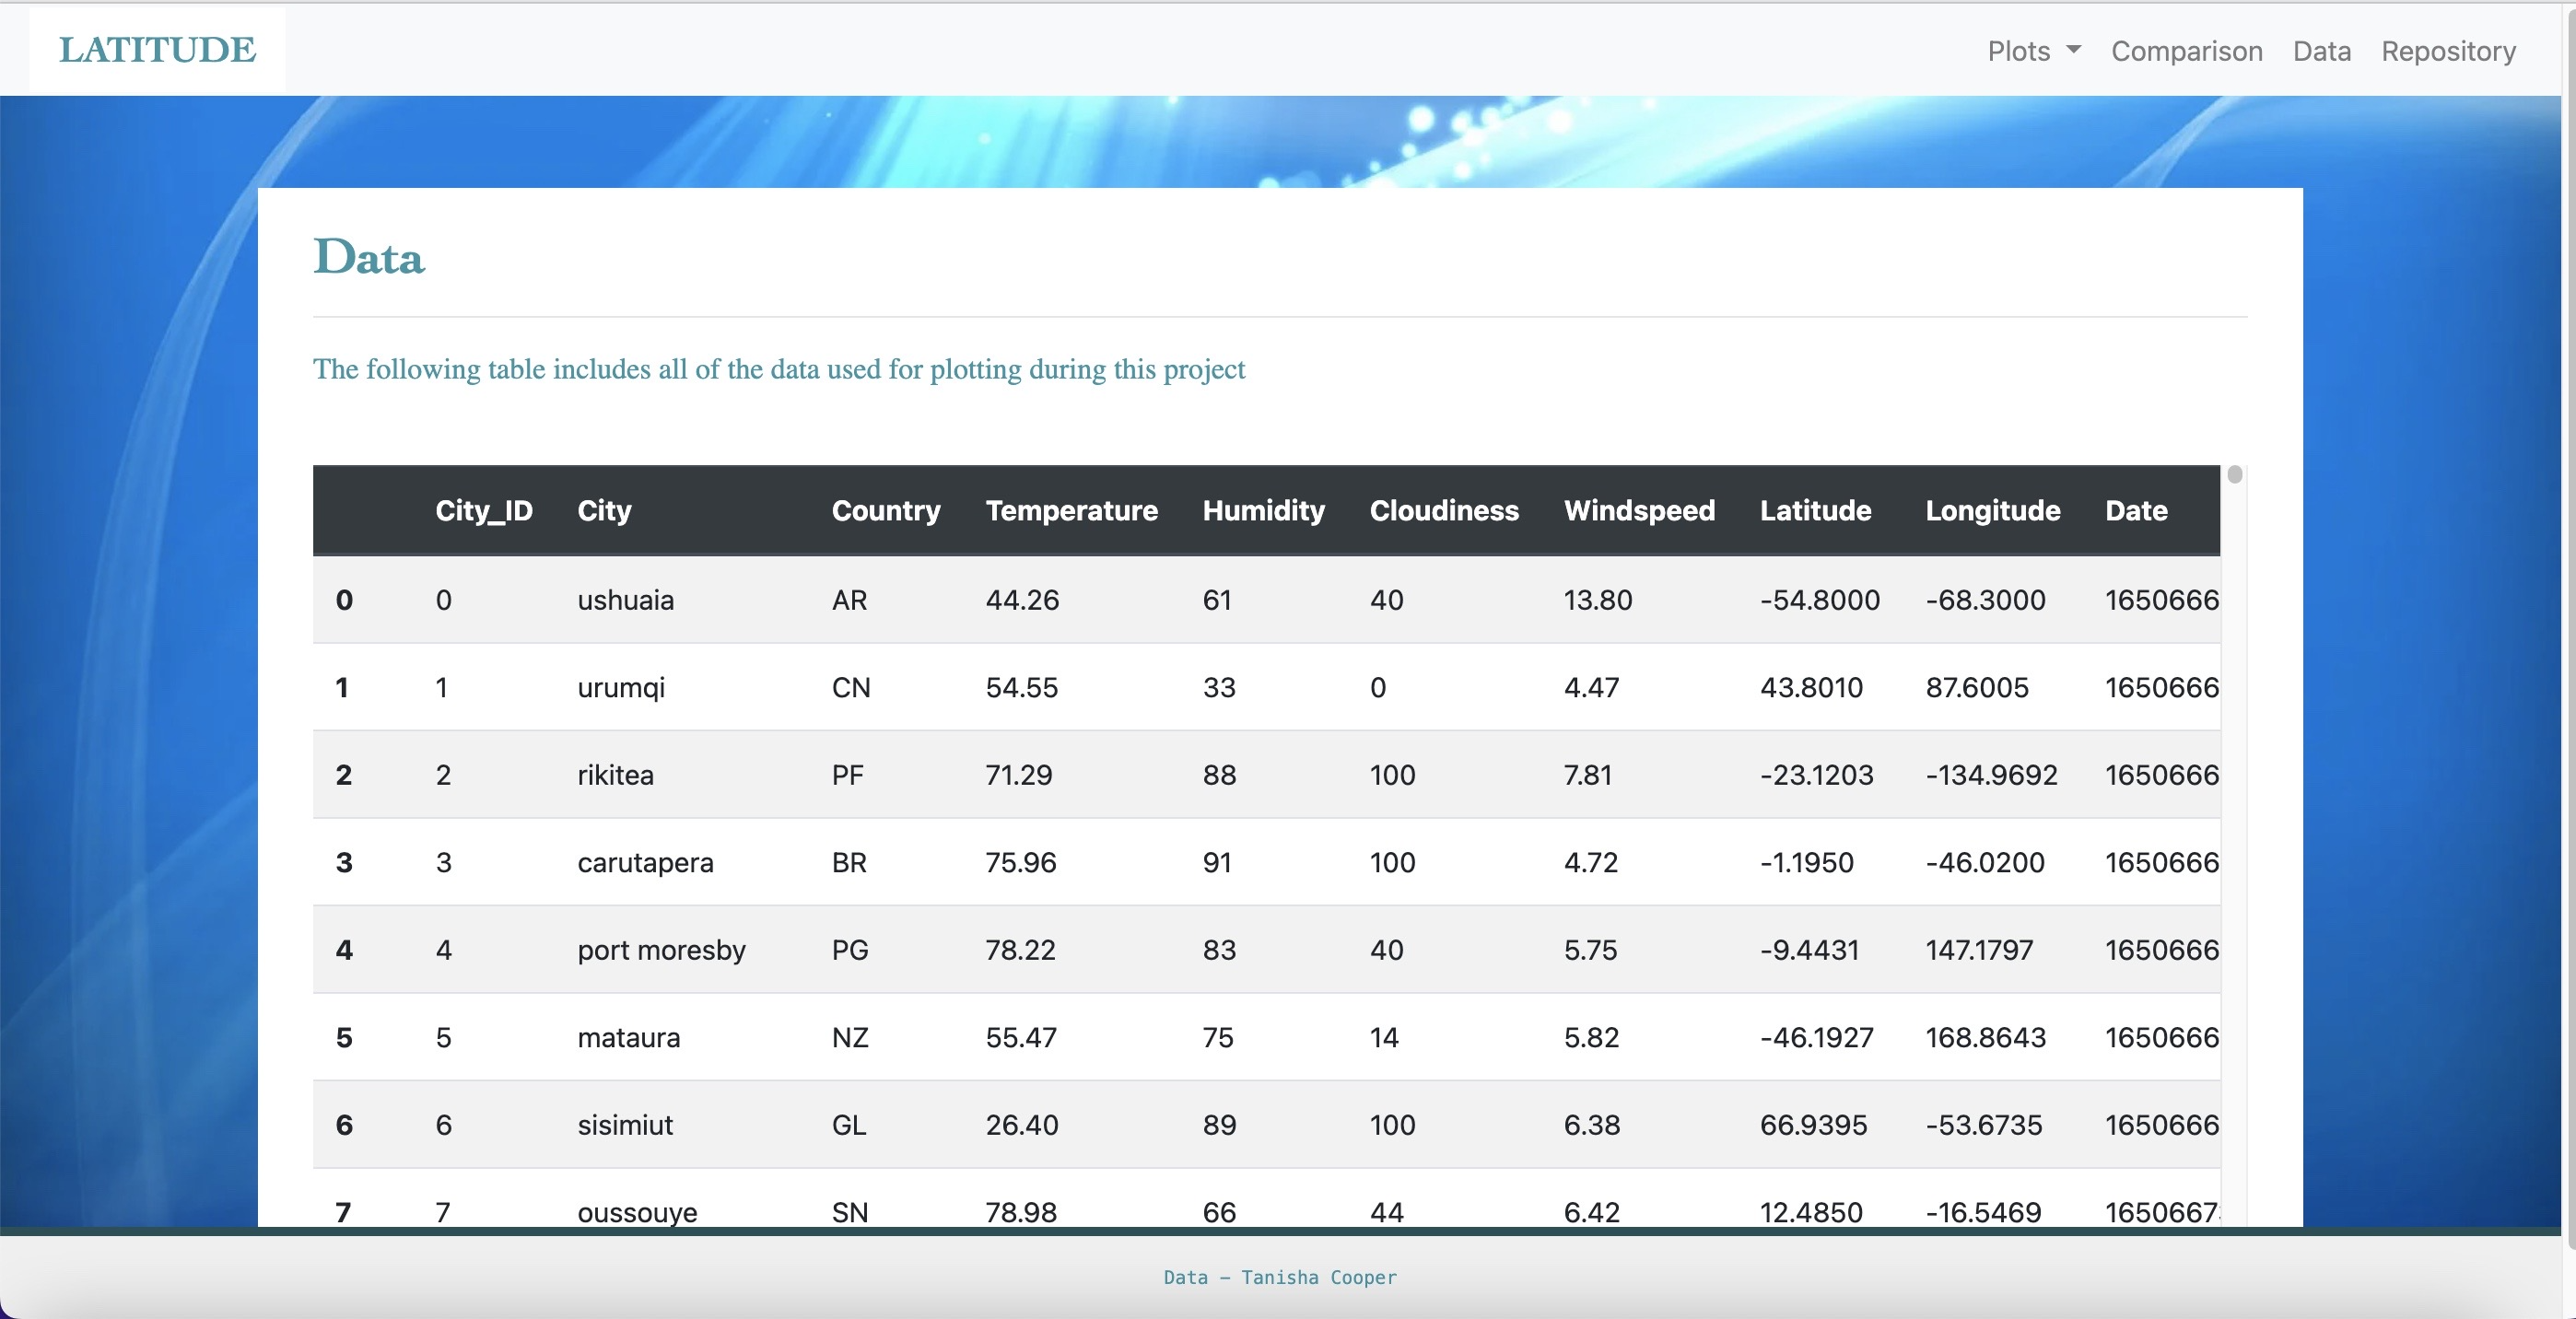 LATITUDE
Plots Comparison Data Repository
Data
The following table includes all of the data used for plotting during this project
City_ID City Country Temperature Humidity Cloudiness Windspeed Latitude Longitude Date
0 0 ushuaia AR 44.26 61 40 13.80 -54.8000 -68.3000 1650666
1 1 urumqi CN 54.55 33 0 4.47 43.8010 87.6005 1650666
2 2 rikitea PF 71.29 88 100 7.81 -23.1203 -134.9692 1650666
3 3 carutapera BR 75.96 91 100 4.72 -1.1950 -46.0200 1650666
4 4 port moresby PG 78.22 83 40 5.75 -9.4431 147.1797 1650666
5 5 mataura NZ 55.47 75 14 5.82 -46.1927 168.8643 1650666
6 6 sisimiut GL 26.40 89 100 6.38 66.9395 -53.6735 1650666
7 7 oussouye SN 78.98 66 44 6.42 12.4850 -16.5469 1650667
Data – Tanisha Cooper